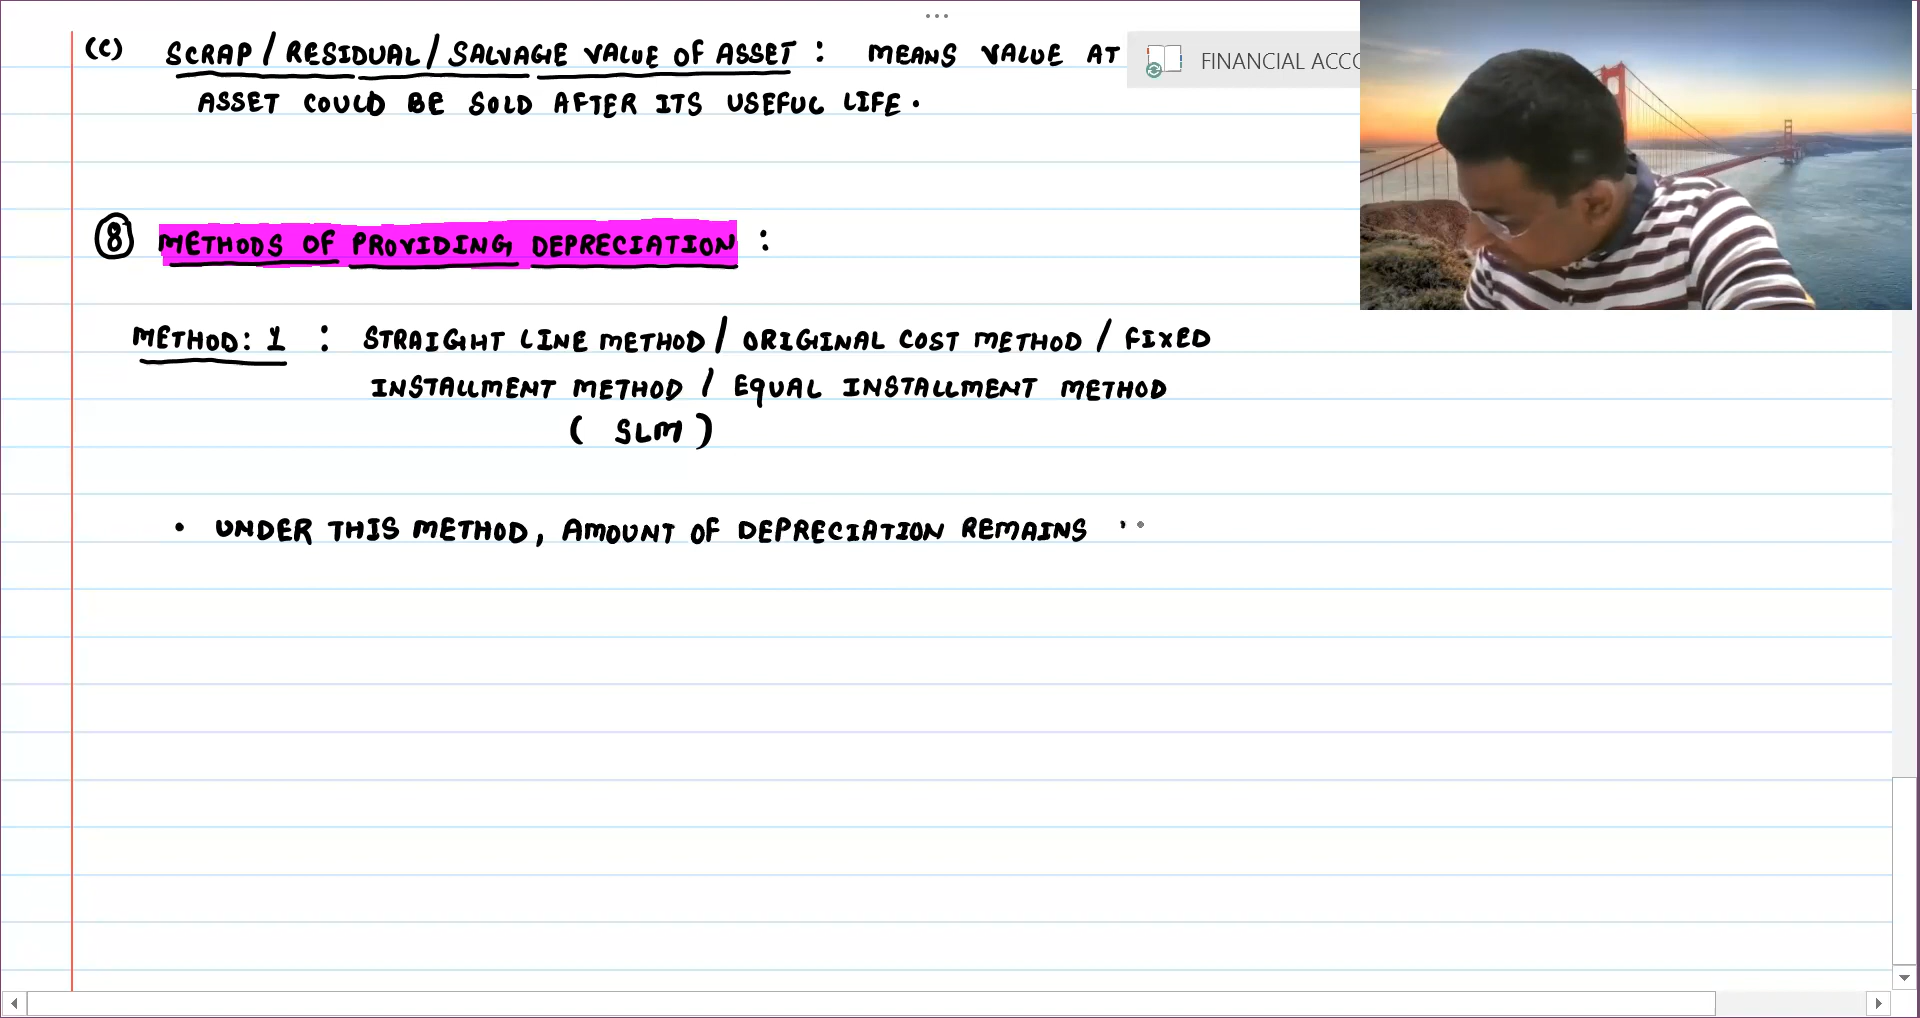 (C) SCRAP / RESIDUAL / SALVAGE VALUE OF ASSET : MEANS VALUE AT
FINANCIAL ACCO
ASSET COULD BE SOLD AFTER ITS USEFUL LIFE .
8 METHODS OF PROVIDING DEPRECIATION :
METHOD: 1 : STRAIGHT LINE METHOD / ORIGINAL COST METHOD / FIXED
INSTALLMENT METHOD / EQUAL INSTALLMENT METHOD
( SLM )
• UNDER THIS METHOD, AMOUNT OF DEPRECIATION REMAINS